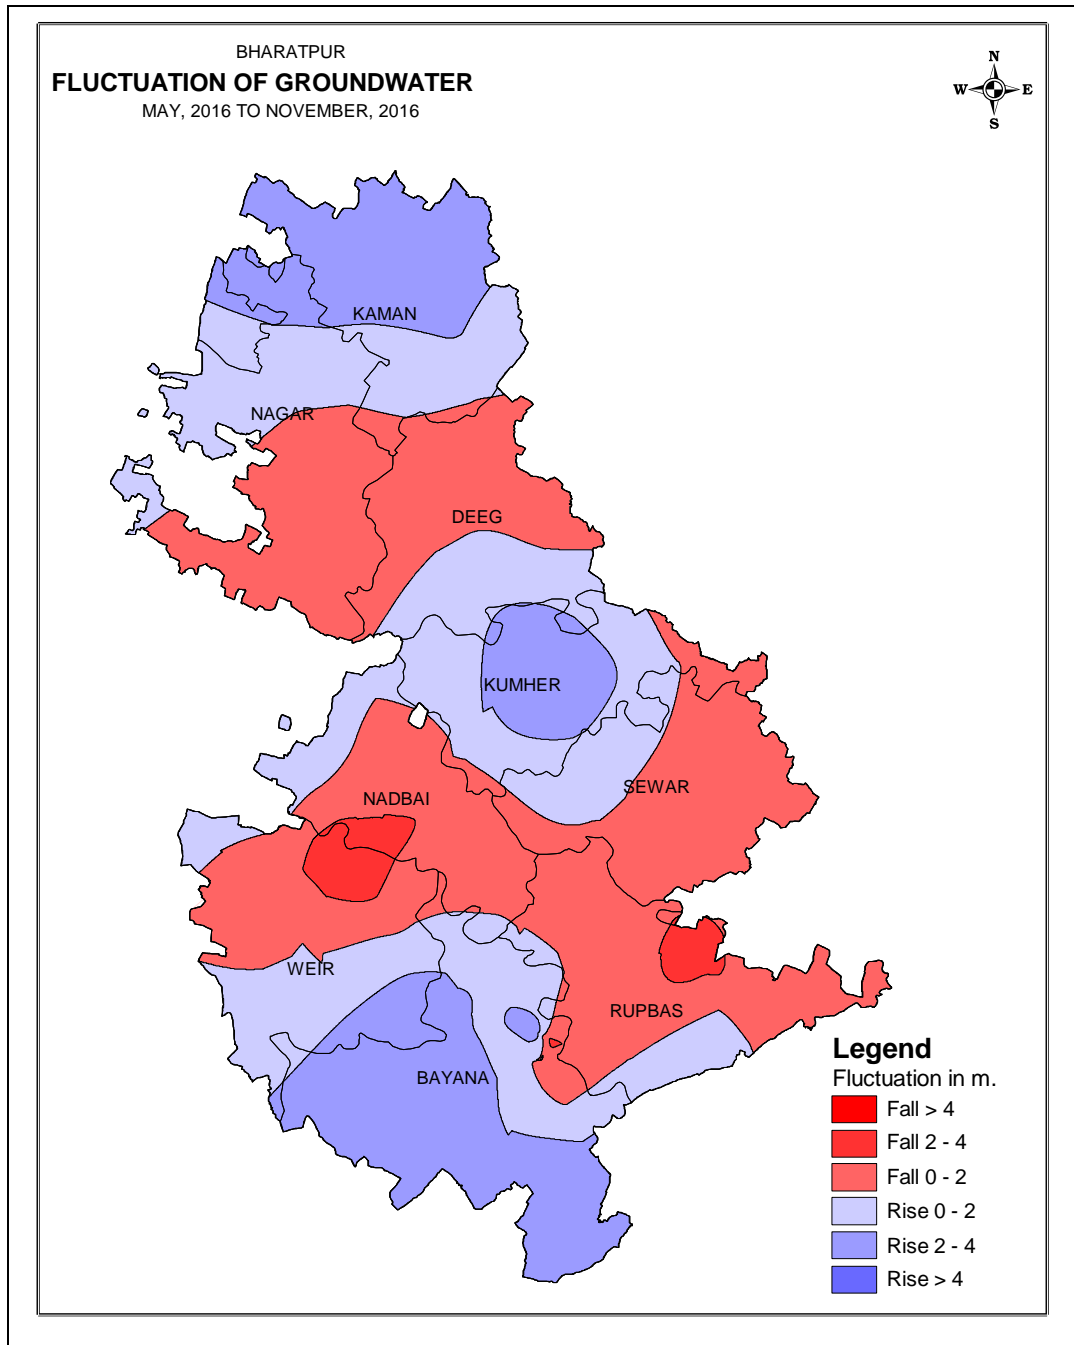 BHARATPUR
FLUCTUATION OF GROUNDWATER
MAY, 2016 TO NOVEMBER, 2016
N
W E
S
KAMAN
NAGAR
DEEG
KUMHER
SEWAR
NADBAI
WEIR
RUPBAS
BAYANA
Legend
Fluctuation in m.
Fall > 4
Fall 2 - 4
Fall 0 - 2
Rise 0 - 2
Rise 2 - 4
Rise > 4